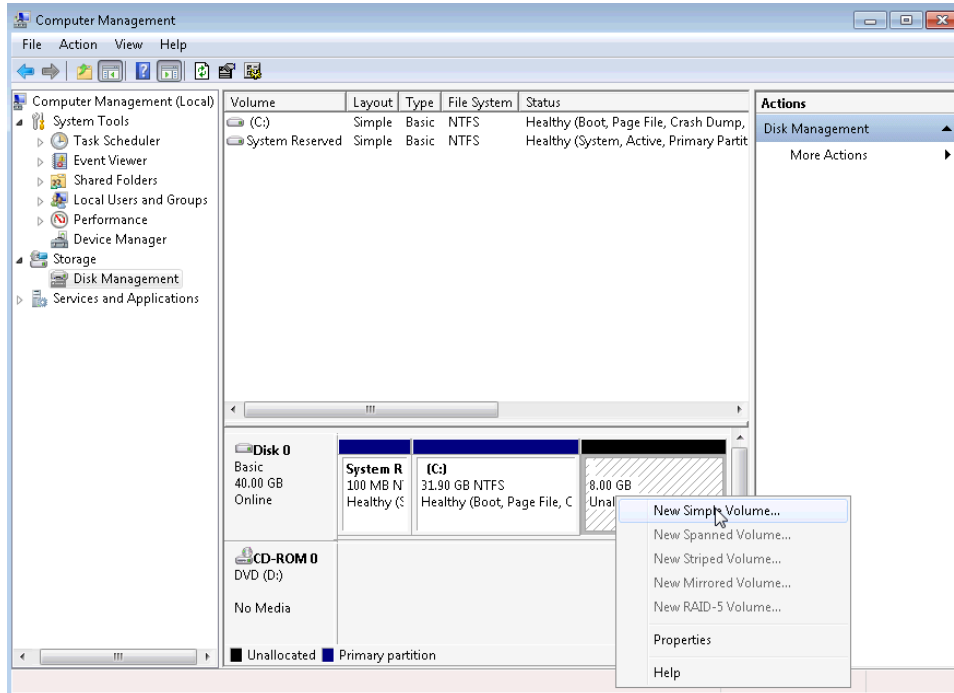 Computer Management
File Action View Help
Computer Management (Local)
System Tools
Task Scheduler
Event Viewer
Shared Folders
Local Users and Groups
Performance
Device Manager
Storage
Disk Management
Services and Applications
Volume Layout Type File System Status
(C:) Simple Basic NTFS Healthy (Boot, Page File, Crash Dump,
System Reserved Simple Basic NTFS Healthy (System, Active, Primary Partit
Actions
Disk Management
More Actions
Disk 0
Basic
40.00 GB
Online
System R
100 MB N
Healthy (S
(C:)
31.90 GB NTFS
Healthy (Boot, Page File, C
8.00 GB
Unal
CD-ROM 0
DVD (D:)
No Media
Unallocated Primary partition
New Simple Volume...
New Spanned Volume...
New Striped Volume...
New Mirrored Volume...
New RAID-5 Volume...
Properties
Help